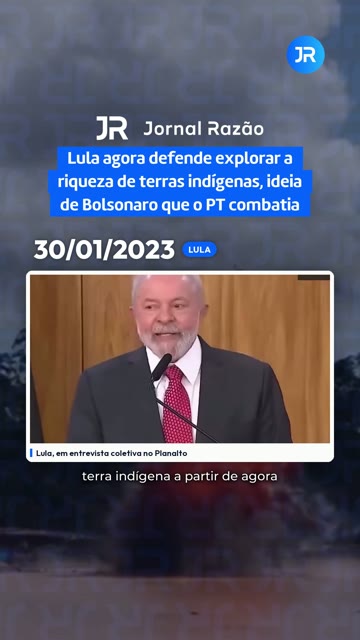 JR
JR Jornal Razão
Lula agora defende explorar a
riqueza de terras indígenas, ideia
de Bolsonaro que o PT combatia
30/01/2023 LULA
Lula, em entrevista coletiva no Planalto
terra indígena a partir de agora